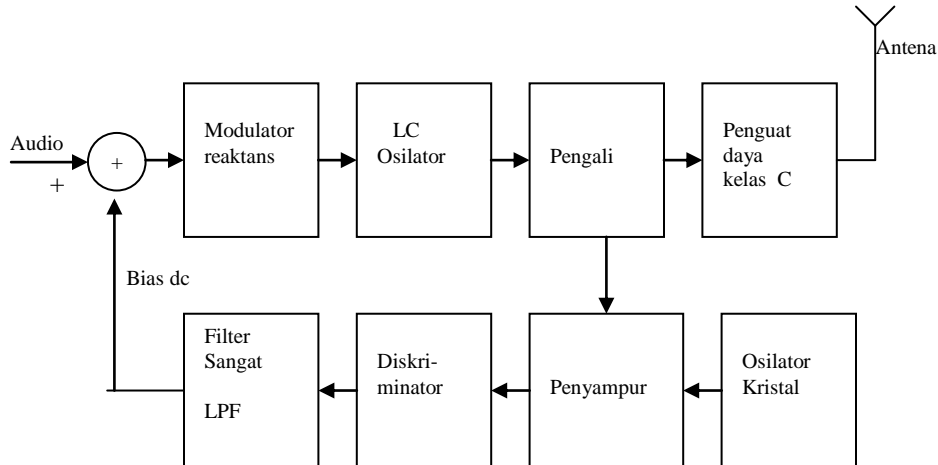 Antena
Audio
+
+
Modulator
reaktans
LC
Osilator
Pengali
Penguat
daya
kelas C
Bias dc
Filter
Sangat
LPF
Diskri-
minator
Penyampur
Osilator
Kristal